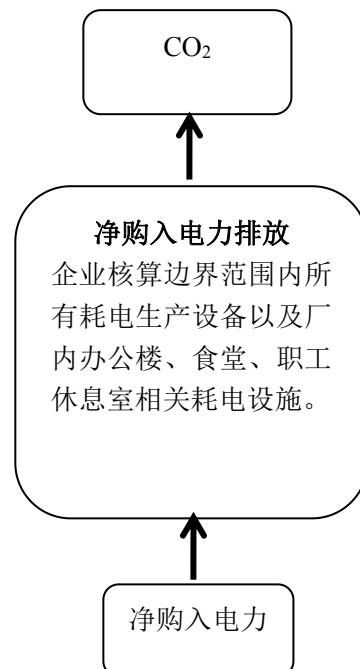 CO₂
净购入电力排放
企业核算边界范围内所
有耗电生产设备以及厂
内办公楼、食堂、职工
休息室相关耗电设施。
净购入电力